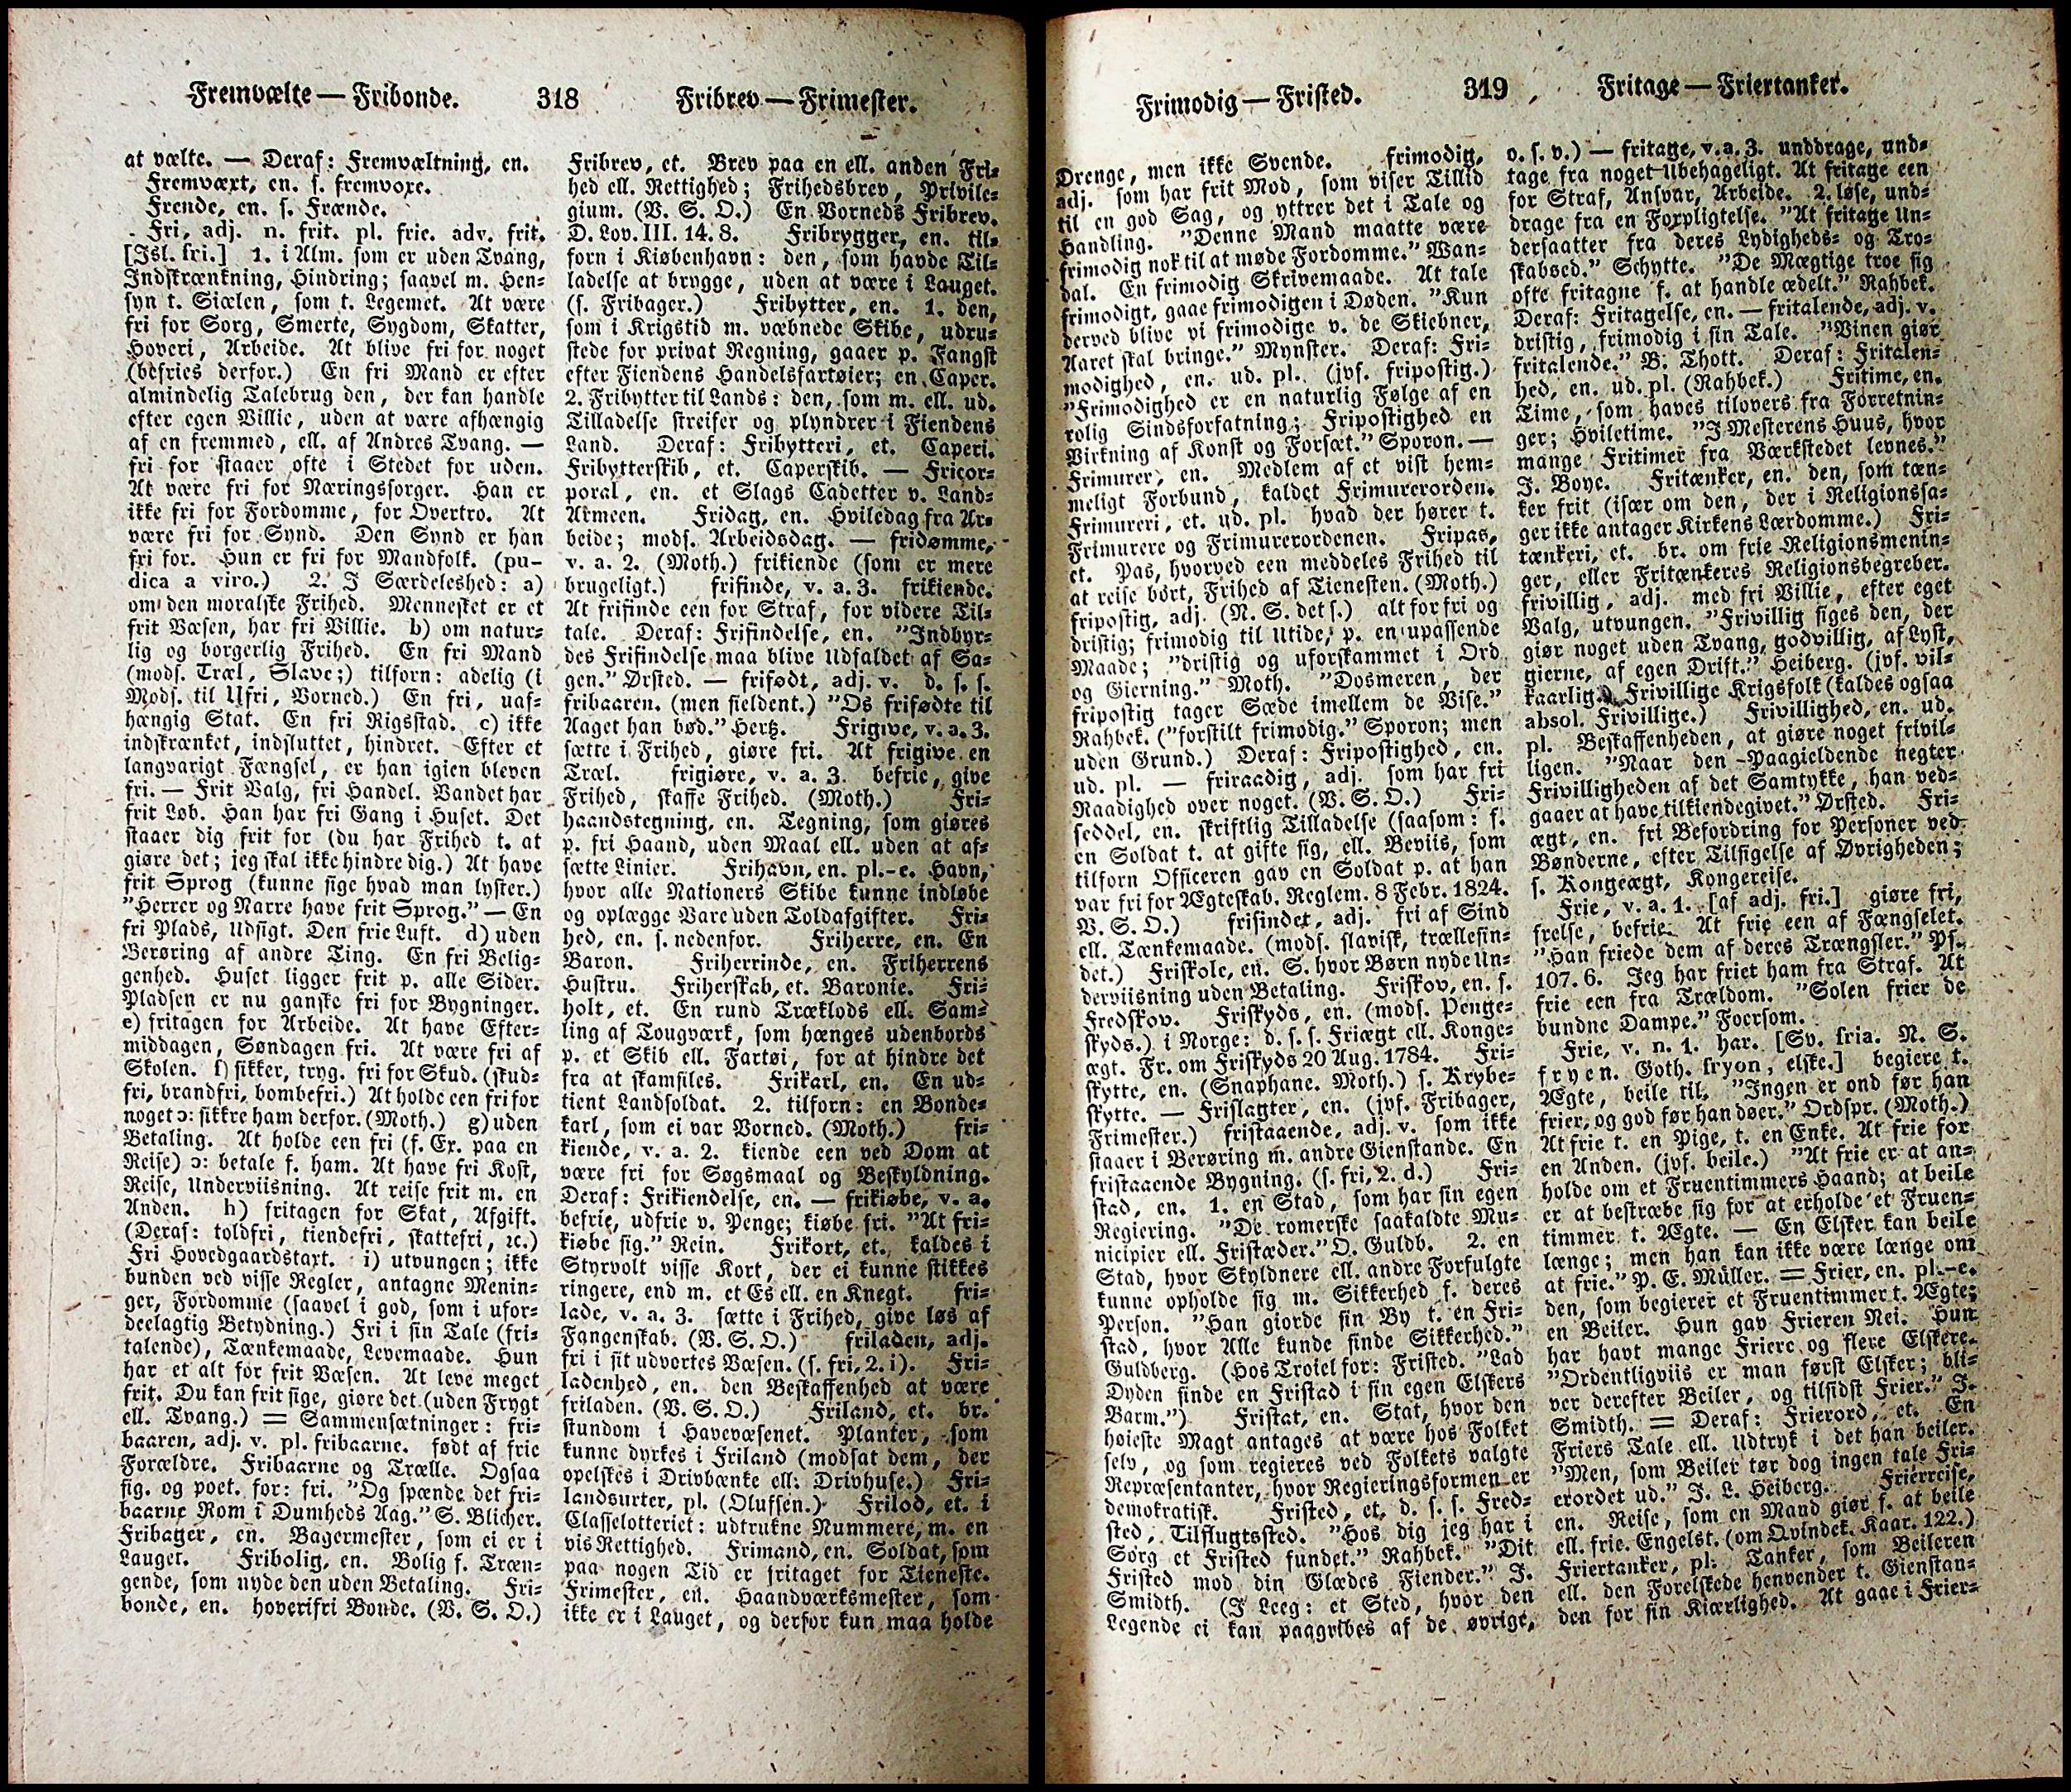 Fremvælte — Fribonde.
318
Fribrev — Frimester.
at vælte. — Deraf: Fremvæltning, en.
Fremvæxt, en. s. fremvoxe.
Frende, en. s. Frænde.
Fri, adj. n. frit. pl. frie. adv. frit.
[Isl. fri.] 1. i Alm. som er uden Tvang,
Indskrænkning, Hindring; saavel m. Hen-
syn t. Siælen, som t. Legemet. At være
fri for Sorg, Smerte, Sygdom, Skatter,
Hoveri, Arbeide. At blive fri for noget
(befries derfor.) En fri Mand er efter
almindelig Talebrug den, der kan handle
efter egen Villie, uden at være afhængig
af en fremmed, ell. af Andres Tvang. —
fri for staaer ofte i Stedet for uden.
At være fri for Næringssorger. Han er
ikke fri for Fordomme, for Overtro. At
være fri for Synd. Den Synd er han
fri for. Hun er fri for Mandfolk. (pu-
dica a viro.) 2. I Særdeleshed: a)
om den moralske Frihed. Mennesket er et
frit Væsen, har fri Villie. b) om natur-
lig og borgerlig Frihed. En fri Mand
(mods. Træl, Slave;) tilforn: adelig (i
Mods. til Ufri, Vorned.) En fri, uaf-
hængig Stat. En fri Rigsstad. c) ikke
indskrænket, indsluttet, hindret. Efter et
langvarigt Fængsel, er han igien bleven
fri. — Frit Valg, fri Handel. Vandet har
frit Løb. Han har fri Gang i Huset. Det
staaer dig frit for (du har Frihed t. at
giøre det; jeg skal ikke hindre dig.) At have
frit Sprog (kunne sige hvad man lyster.)
"Herrer og Narre have frit Sprog." — En
fri Plads, Udsigt. Den frie Luft. d) uden
Berøring af andre Ting. En fri Belig-
genhed. Huset ligger frit p. alle Sider.
Pladsen er nu ganske fri for Bygninger.
e) fritagen for Arbeide. At have Efter-
middagen, Søndagen fri. At være fri af
Skolen. f) sikker, tryg. fri for Skud. (skud-
fri, brandfri, bombefri.) At holde een fri for
noget ɔ: sikkre ham derfor. (Moth.) g) uden
Betaling. At holde een fri (f. Ex. paa en
Reise) ɔ: betale f. ham. At have fri Kost,
Reise, Underviisning. At reise frit m. en
Anden. h) fritagen for Skat, Afgift.
(Deraf: toldfri, tiendefri, skattefri, ꝛc.)
Fri Hovedgaardstaxt. i) utvungen; ikke
bunden ved visse Regler, antagne Menin-
ger, Fordomme (saavel i god, som i ufor-
deelagtig Betydning.) Fri i sin Tale (fri-
talende), Tænkemaade, Levemaade. Hun
har et alt for frit Væsen. At leve meget
frit. Du kan frit sige, giøre det (uden Frygt
ell. Tvang.) = Sammensætninger: fri-
baaren, adj. v. pl. fribaarne. født af frie
Forældre. Fribaarne og Trælle. Ogsaa
fig. og poet. for: fri. "Og spænde det fri-
baarne Rom i Dumheds Aag." S. Blicher.
Fribager, en. Bagermester, som ei er i
Lauget. Fribolig, en. Bolig f. Træn-
gende, som nyde den uden Betaling. Fri-
bonde, en. hoverifri Bonde. (V. S. O.)
Fribrev, et. Brev paa en ell. anden Fri-
hed ell. Rettighed; Frihedsbrev, Privile-
gium. (V. S. O.) En Vorneds Fribrev.
D. Lov. III. 14. 8. Fribrygger, en. til-
forn i Kiøbenhavn: den, som havde Til-
ladelse at brygge, uden at være i Lauget.
(s. Fribager.) Fribytter, en. 1. den,
som i Krigstid m. væbnede Skibe, udru-
stede for privat Regning, gaaer p. Fangst
efter Fiendens Handelsfartøier; en Caper.
2. Fribytter til Lands: den, som m. ell. ud.
Tilladelse streifer og plyndrer i Fiendens
Land. Deraf: Fribytteri, et. Caperi.
Fribytterskib, et. Caperskib. — Fricor-
poral, en. et Slags Cadetter v. Land-
Armeen. Fridag, en. Hviledag fra Ar-
beide; mods. Arbeidsdag. — fridømme,
v. a. 2. (Moth.) frikiende (som er mere
brugeligt.) frifinde, v. a. 3. frikiende.
At frifinde een for Straf, for videre Til-
tale. Deraf: Frifindelse, en. "Indbyr-
des Frifindelse maa blive Udfaldet af Sa-
gen." Ørsted. — frifødt, adj. v. d. s. s.
fribaaren. (men sieldent.) "Os frifødte til
Aaget han bød." Hertz. Frigive, v. a. 3.
sætte i Frihed, giøre fri. At frigive en
Træl. frigiøre, v. a. 3. befrie, give
Frihed, skaffe Frihed. (Moth.) Fri-
haandstegning, en. Tegning, som giøres
p. fri Haand, uden Maal ell. uden at af-
sætte Linier. Frihavn, en. pl.-e. Havn,
hvor alle Nationers Skibe kunne indløbe
og oplægge Vare uden Toldafgifter. Fri-
hed, en. s. nedenfor. Friherre, en. En
Baron. Friherrinde, en. Friherrens
Hustru. Friherskab, et. Baronie. Fri-
holt, et. En rund Træklods ell. Sam-
ling af Tougværk, som hænges udenbords
p. et Skib ell. Fartøi, for at hindre det
fra at skamfiles. Frikarl, en. En ud-
tient Landsoldat. 2. tilforn: en Bonde-
karl, som ei var Vorned. (Moth.) fri-
kiende, v. a. 2. kiende een ved Dom at
være fri for Søgsmaal og Beskyldning.
Deraf: Frikiendelse, en. — frikiøbe, v. a.
befrie, udfrie v. Penge; kiøbe fri. "At fri-
kiøbe sig." Rein. Frikort, et. kaldes i
Styrvolt visse Kort, der ei kunne stikkes
ringere, end m. et Es ell. en Knegt. fri-
lade, v. a. 3. sætte i Frihed, give løs af
Fangenskab. (V. S. O.) friladen, adj.
fri i sit udvortes Væsen. (s. fri, 2. i). Fri-
ladenhed, en. den Beskaffenhed at være
friladen. (V. S. O.) Friland, et. br.
stundom i Havevæsenet. Planter, som
kunne dyrkes i Friland (modsat dem, der
opelskes i Drivbænke ell. Drivhuse.) Fri-
landsurter, pl. (Olufsen.) Frilod, et. i
Classelotteriet: udtrukne Nummere, m. en
vis Rettighed. Frimand, en. Soldat, som
paa nogen Tid er fritaget for Tieneste.
Frimester, en. Haandværksmester, som
ikke er i Lauget, og derfor kun maa holde
Frimodig — Fristed.
319
Fritage — Friertanker.
Drenge, men ikke Svende. frimodig,
adj. som har frit Mod, som viser Tillid
til en god Sag, og yttrer det i Tale og
Handling. "Denne Mand maatte være
frimodig nok til at møde Fordomme." Wan-
dal. En frimodig Skrivemaade. At tale
frimodigt, gaae frimodigen i Døden. "Kun
derved blive vi frimodige v. de Skiebner,
Aaret skal bringe." Mynster. Deraf: Fri-
modighed, en. ud. pl. (jvf. fripostig.)
"Frimodighed er en naturlig Følge af en
rolig Sindsforfatning; Fripostighed en
Virkning af Konst og Forsæt." Sporon. —
Frimurer, en. Medlem af et vist hem-
meligt Forbund, kaldet Frimurerorden.
Frimureri, et. ud. pl. hvad der hører t.
Frimurere og Frimurerordenen. Fripas,
et. Pas, hvorved een meddeles Frihed til
at reise bort, Frihed af Tienesten. (Moth.)
fripostig, adj. (N. S. det s.) alt for fri og
dristig; frimodig til Utide, p. en upassende
Maade; "dristig og uforskammet i Ord
og Gierning." Moth. "Dosmeren, der
fripostig tager Sæde imellem de Vise."
Rahbek. ("forstilt frimodig." Sporon; men
uden Grund.) Deraf: Fripostighed, en.
ud. pl. — friraadig, adj. som har fri
Raadighed over noget. (V. S. O.) Fri-
seddel, en. skriftlig Tilladelse (saasom: f.
en Soldat t. at gifte sig, ell. Beviis, som
tilforn Officeren gav en Soldat p. at han
var fri for Ægteskab. Reglem. 8 Febr. 1824.
V. S. O.) frisindet, adj. fri af Sind
ell. Tænkemaade. (mods. slavisk, trællesin-
det.) Friskole, en. S. hvor Børn nyde Un-
derviisning uden Betaling. Friskov, en. s.
Fredskov. Friskyds, en. (mods. Penge-
skyds.) i Norge: d. s. s. Friægt ell. Konge-
ægt. Fr. om Friskyds 20 Aug. 1784. Fri-
skytte, en. (Snaphane. Moth.) s. Krybe-
skytte. — Frislagter, en. (jvf. Fribager,
Frimester.) fristaaende, adj. v. som ikke
staaer i Berøring m. andre Gienstande. En
fristaaende Bygning. (s. fri, 2. d.) Fri-
stad, en. 1. en Stad, som har sin egen
Regiering. "De romerske saakaldte Mu-
nicipier ell. Fristæder." O. Guldb. 2. en
Stad, hvor Skyldnere ell. andre Forfulgte
kunne opholde sig m. Sikkerhed f. deres
Person. "Han giorde sin By t. en Fri-
stad, hvor Alle kunde finde Sikkerhed."
Guldberg. (Hos Troiel for: Fristed. "Lad
Dyden finde en Fristad i sin egen Elskers
Barm.") Fristat, en. Stat, hvor den
høieste Magt antages at være hos Folket
selv, og som regieres ved Folkets valgte
Repræsentanter, hvor Regieringsformen er
demokratisk. Fristed, et. d. s. s. Fred-
sted, Tilflugtssted. "Hos dig jeg har i
Sorg et Fristed fundet." Rahbek. "Dit
Fristed mod din Glædes Fiender." J.
Smidth. (I Leeg: et Sted, hvor den
Legende ei kan paagribes af de øvrige,
o. s. v.) — fritage, v. a. 3. unddrage, und-
tage fra noget Ubehageligt. At fritage een
for Straf, Ansvar, Arbeide. 2. løse, und-
drage fra en Forpligtelse. "At fritage Un-
dersaatter fra deres Lydigheds- og Tro-
skabsed." Schytte. "De Mægtige troe sig
ofte fritagne f. at handle ædelt." Rahbek.
Deraf: Fritagelse, en. — fritalende, adj. v.
dristig, frimodig i sin Tale. "Vinen giør
fritalende." B. Thott. Deraf: Fritalen-
hed, en. ud. pl. (Rahbek.) Fritime, en.
Time, som haves tilovers fra Forretnin-
ger; Hviletime. "I Mesterens Huus, hvor
mange Fritimer fra Værkstedet levnes."
J. Boye. Fritænker, en. den, som tæn-
ker frit (især om den, der i Religionssa-
ger ikke antager Kirkens Lærdomme.) Fri-
tænkeri, et. br. om frie Religionsmenin-
ger, eller Fritænkeres Religionsbegreber.
frivillig, adj. med fri Villie, efter eget
Valg, utvungen. "Frivillig siges den, der
giør noget uden Tvang, godvillig, af Lyst,
gierne, af egen Drift." Heiberg. (jvf. vil-
kaarlig.) Frivillige Krigsfolk (kaldes ogsaa
absol. Frivillige.) Frivillighed, en. ud.
pl. Beskaffenheden, at giøre noget frivil-
ligen. "Naar den Paagieldende negter
Frivilligheden af det Samtykke, han ved-
gaaer at have tilkiendegivet." Ørsted. Fri-
ægt, en. fri Befordring for Personer ved
Bønderne, efter Tilsigelse af Øvrigheden;
s. Kongeægt, Kongereise.
Frie, v. a. 1. [af adj. fri.] giøre fri,
frelse, befrie. At frie een af Fængselet.
"Han friede dem af deres Trængsler." Ps.
107. 6. Jeg har friet ham fra Straf. At
frie een fra Trældom. "Solen frier de
bundne Dampe." Foersom.
Frie, v. n. 1. har. [Sv. fria. N. S.
fryen. Goth. fryon, elske.] begiere t.
Ægte, beile til. "Ingen er ond før han
frier, og god før han døer." Ordspr. (Moth.)
At frie t. en Pige, t. en Enke. At frie for
en Anden. (jvf. beile.) "At frie er at an-
holde om et Fruentimmers Haand; at beile
er at bestræbe sig for at erholde et Fruen-
timmer t. Ægte. — En Elsker kan beile
længe; men han kan ikke være længe om
at frie." P. E. Müller. = Frier, en. pl.-e.
den, som begierer et Fruentimmer t. Ægte;
en Beiler. Hun gav Frieren Nei. Hun
har havt mange Friere og flere Elskere.
"Ordentligviis er man først Elsker; bli-
ver derefter Beiler, og tilsidst Frier." J.
Smidth. = Deraf: Frierord, et. En
Friers Tale ell. Udtryk i det han beiler.
"Men, som Beiler tør dog ingen tale Fri-
erordet ud." J. L. Heiberg. Frierreise,
en. Reise, som en Mand giør f. at beile
ell. frie. Engelst. (om Qvindek. Kaar. 122.)
Friertanker, pl. Tanker, som Beileren
ell. den Forelskede henvender t. Gienstan-
den for sin Kiærlighed. At gaae i Frier-